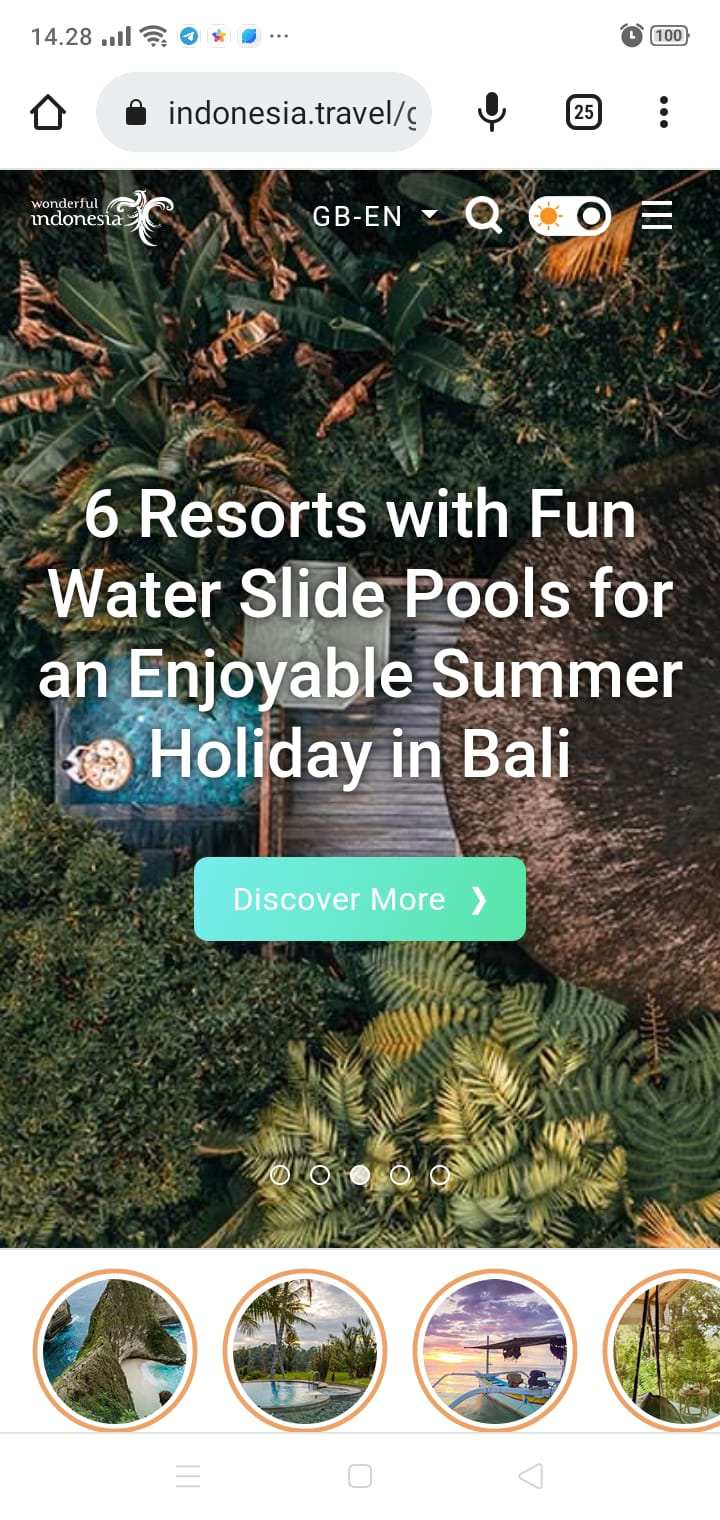 14.28
100
indonesia.travel/g
25
wonderful
indonesia
GB-EN
6 Resorts with Fun
Water Slide Pools for
an Enjoyable Summer
Holiday in Bali
Discover More